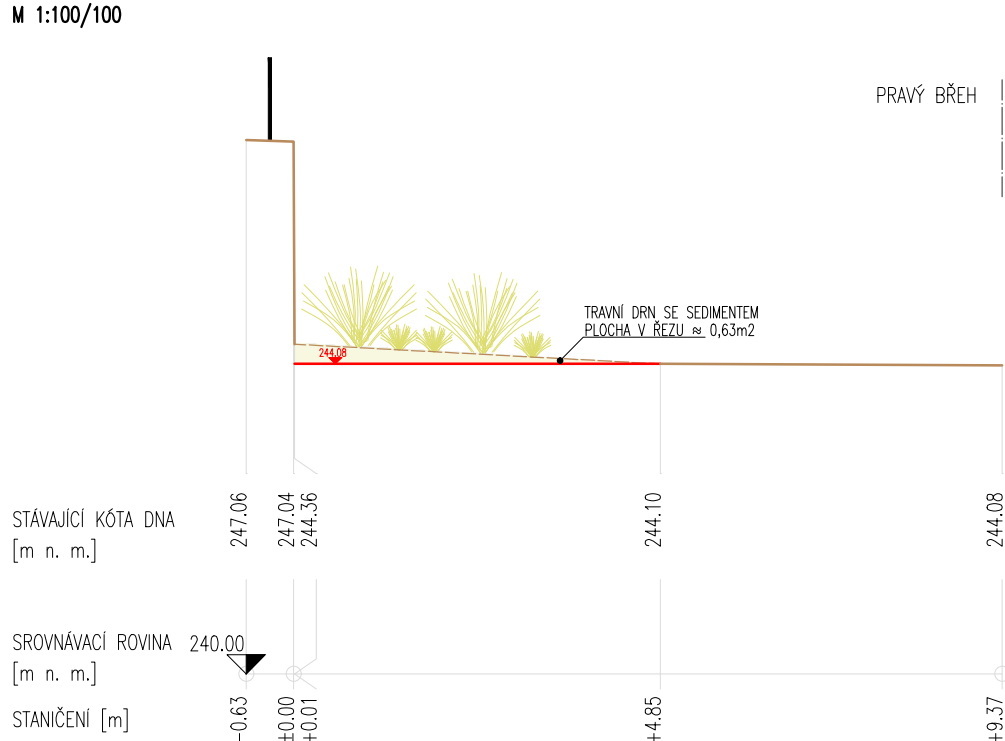 M 1:100/100
PRAVÝ BŘEH
TRAVNÍ DRN SE SEDIMENTEM
PLOCHA V ŘEZU ≈ 0,63m2
244.08
STÁVAJÍCÍ KÓTA DNA
[m n. m.]
247.06
247.04
244.36
244.10
244.08
SROVNÁVACÍ ROVINA 240.00
[m n. m.]
STANIČENÍ [m]
-0.63
±0.00
+0.01
+4.85
+9.37